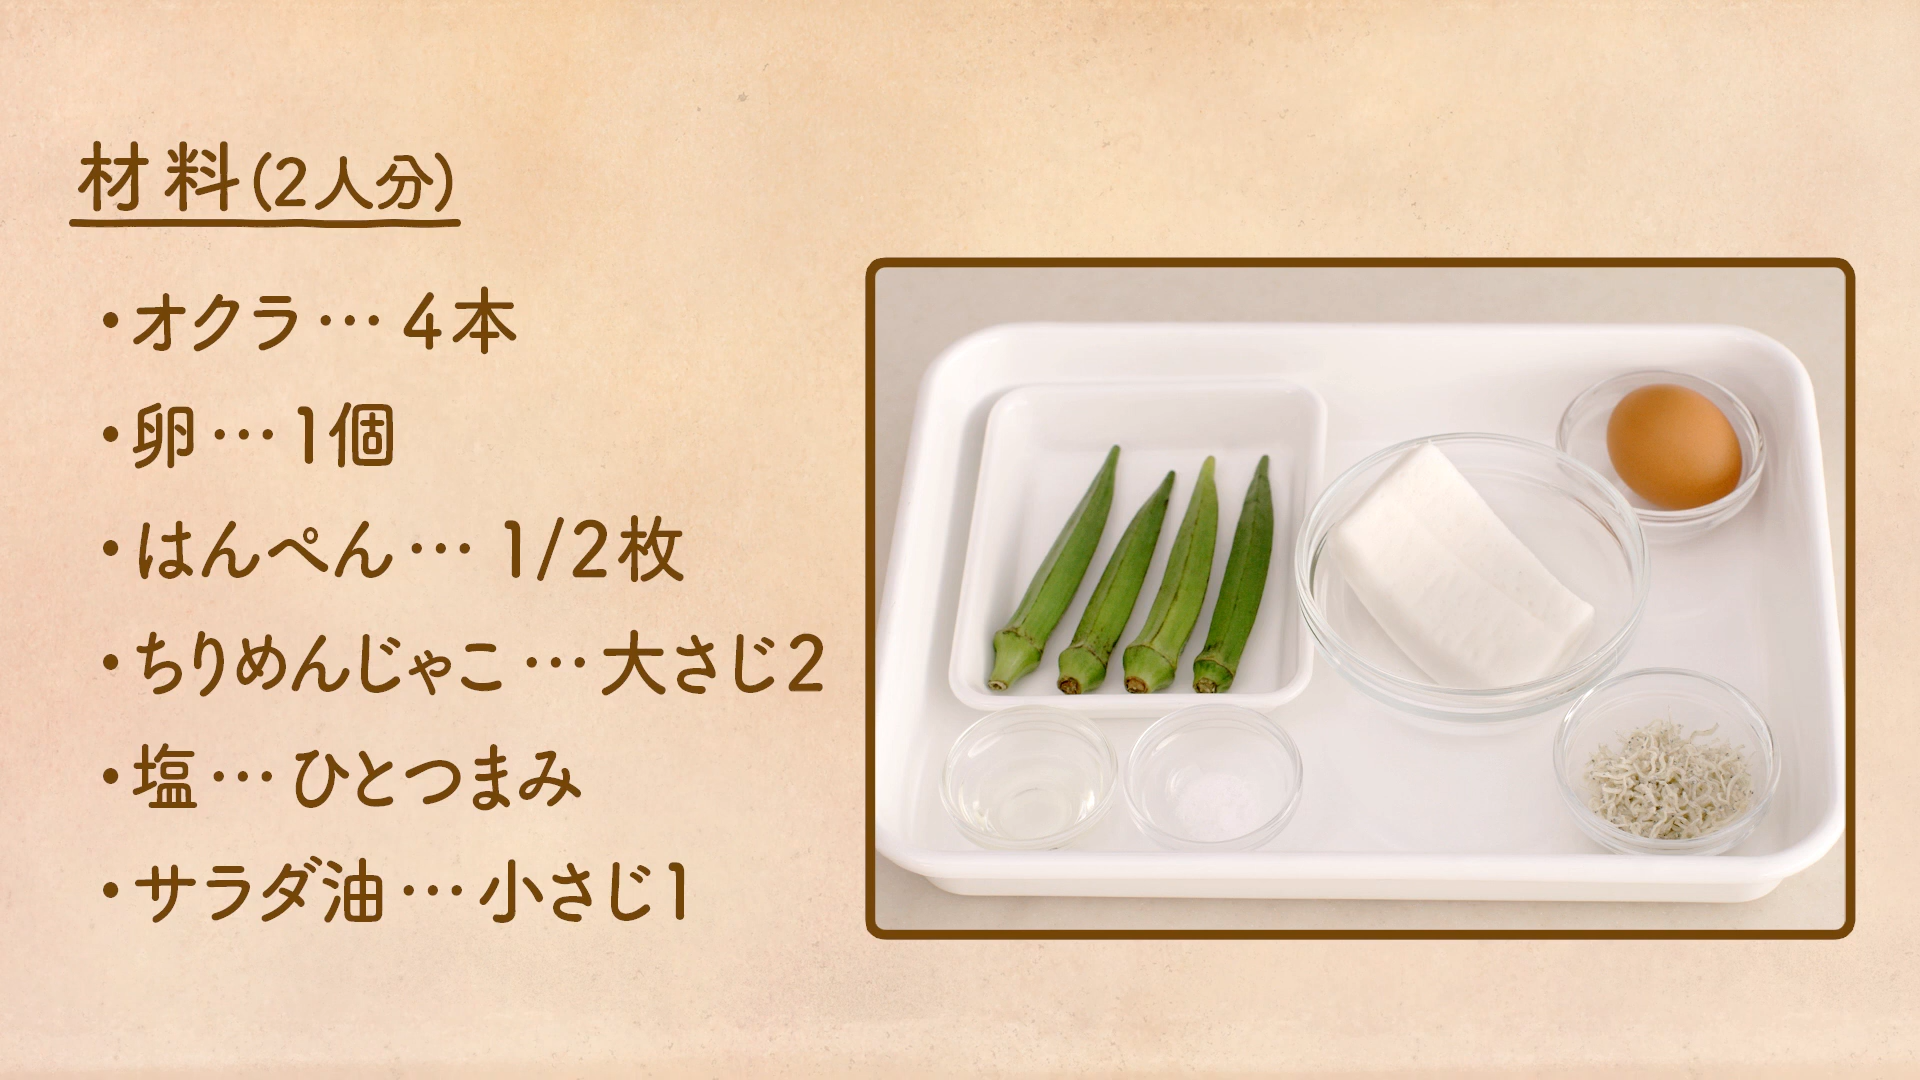 材料(2人分)
・オクラ… 4本
・卵…1個
・はんぺん… 1/2枚
・ちりめんじゃこ…大さじ2
・塩… ひとつまみ
・サラダ油…小さじ1